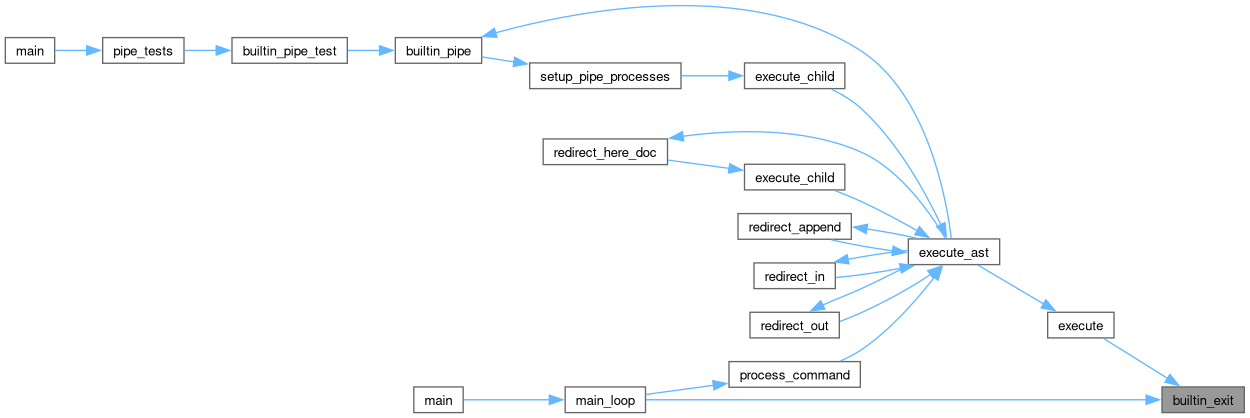 main
pipe_tests
builtin_pipe_test
builtin_pipe
setup_pipe_processes
execute_child
redirect_here_doc
execute_child
redirect_append
execute_ast
redirect_in
redirect_out
execute
process_command
main
main_loop
builtin_exit